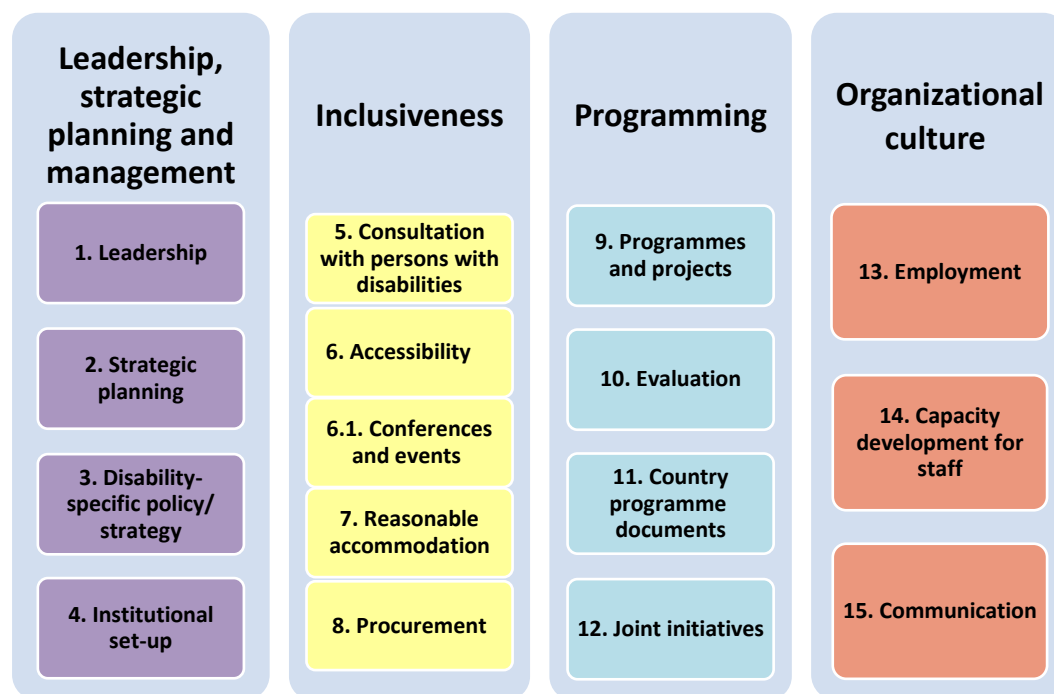 Leadership,
strategic
planning and
management
1. Leadership
2. Strategic
planning
3. Disability-
specific policy/
strategy
4. Institutional
set-up
Inclusiveness
5. Consultation
with persons with
disabilities
6. Accessibility
6.1. Conferences
and events
7. Reasonable
accommodation
8. Procurement
Programming
9. Programmes
and projects
10. Evaluation
11. Country
programme
documents
12. Joint initiatives
Organizational
culture
13. Employment
14. Capacity
development for
staff
15. Communication